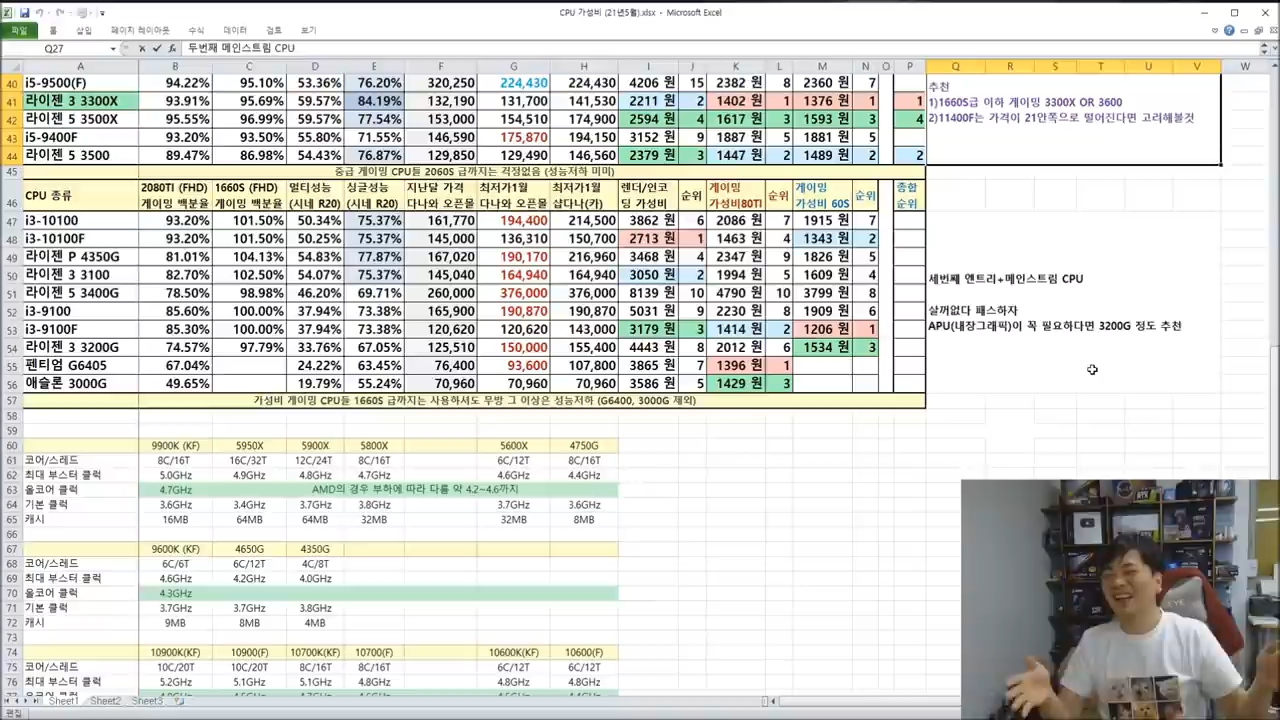 CPU 가성비 (21년5월).xlsx - Microsoft Excel
파일 홈 삽입 페이지 레이아웃 수식 데이터 검토 보기
Q27 두번째 메인스트림 CPU
A B C D E F G H I J K L M N O P Q R S T U V W
40 i5-9500(F) 94.22% 95.10% 53.36% 76.20% 320,250 224,430 224,430 4206 원 15 2382 원 8 2360 원 7
추천
41 라이젠 3 3300X 93.91% 95.69% 59.57% 84.19% 132,190 131,700 141,530 2211 원 2 1402 원 1 1376 원 1 1
1)1660S급 이하 게이밍 3300X OR 3600
42 라이젠 5 3500X 95.55% 96.99% 59.57% 77.54% 153,000 154,510 174,900 2594 원 4 1617 원 3 1593 원 3 4
2)11400F는 가격이 21안쪽으로 떨어진다면 고려해볼것
43 i5-9400F 93.20% 93.50% 55.80% 71.55% 146,590 175,870 194,150 3152 원 9 1887 원 5 1881 원 5
44 라이젠 5 3500 89.47% 86.98% 54.43% 76.87% 129,850 129,490 146,560 2379 원 3 1447 원 2 1489 원 2 2
45 중급 게이밍 CPU들 2060S 급까지는 걱정없음 (성능저하 미미)
46 CPU 종류 2080TI (FHD) 게이밍 백분율 1660S (FHD) 게이밍 백분율 멀티성능 (시네 R20) 싱글성능 (시네 R20) 지난달 가격 다나와 오픈몰 최저가1월 다나와 오픈몰 최저가1월 샵다나(카) 렌더/인코딩 가성비 순위 게이밍 가성비80TI 순위 게이밍 가성비 60S 순위 종합 순위
47 i3-10100 93.20% 101.50% 50.34% 75.37% 161,770 194,400 214,500 3862 원 6 2086 원 7 1915 원 7
48 i3-10100F 93.20% 101.50% 50.25% 75.37% 145,000 136,310 150,700 2713 원 1 1463 원 4 1343 원 2
49 라이젠 P 4350G 81.01% 104.13% 54.83% 77.87% 167,020 190,170 216,960 3468 원 4 2347 원 9 1826 원 5
50 라이젠 3 3100 82.70% 102.50% 54.07% 75.37% 145,040 164,940 164,940 3050 원 2 1994 원 5 1609 원 4
세번째 엔트리+메인스트림 CPU
51 라이젠 5 3400G 78.50% 98.98% 46.20% 69.71% 260,000 376,000 376,000 8139 원 10 4790 원 10 3799 원 8
52 i3-9100 85.60% 100.00% 37.94% 73.38% 165,900 190,870 190,870 5031 원 9 2230 원 8 1909 원 6
살꺼없다 패스하자
53 i3-9100F 85.30% 100.00% 37.94% 73.38% 120,620 120,620 143,000 3179 원 3 1414 원 2 1206 원 1
APU(내장그래픽)이 꼭 필요하다면 3200G 정도 추천
54 라이젠 3 3200G 74.57% 97.79% 33.76% 67.05% 125,510 150,000 155,400 4443 원 8 2012 원 6 1534 원 3
55 펜티엄 G6405 67.04% 24.22% 63.45% 76,400 93,600 107,800 3865 원 7 1396 원 1
56 애슬론 3000G 49.65% 19.79% 55.24% 70,960 70,960 70,960 3586 원 5 1429 원 3
57 가성비 게이밍 CPU들 1660S 급까지는 사용하셔도 무방 그 이상은 성능저하 (G6400, 3000G 제외)
58
59
60 9900K (KF) 5950X 5900X 5800X 5600X 4750G
61 코어/스레드 8C/16T 16C/32T 12C/24T 8C/16T 6C/12T 8C/16T
62 최대 부스터 클럭 5.0GHz 4.9GHz 4.8GHz 4.7GHz 4.6GHz 4.4GHz
63 올코어 클럭 4.7GHz AMD의 경우 부하에 따라 다름 약 4.2~4.6까지
64 기본 클럭 3.6GHz 3.4GHz 3.7GHz 3.8GHz 3.7GHz 3.6GHz
65 캐시 16MB 64MB 64MB 32MB 32MB 8MB
66
67 9600K (KF) 4650G 4350G
68 코어/스레드 6C/6T 6C/12T 4C/8T
69 최대 부스터 클럭 4.6GHz 4.2GHz 4.0GHz
70 올코어 클럭 4.3GHz
71 기본 클럭 3.7GHz 3.7GHz 3.8GHz
72 캐시 9MB 8MB 4MB
73
74 10900K(KF) 10900(F) 10700K(KF) 10700(F) 10600K(KF) 10600(F)
75 코어/스레드 10C/20T 10C/20T 8C/16T 8C/16T 6C/12T 6C/12T
76 최대 부스터 클럭 5.2GHz 5.1GHz 5.1GHz 4.8GHz 4.8GHz 4.8GHz
Sheet1 Sheet2 Sheet3
편집